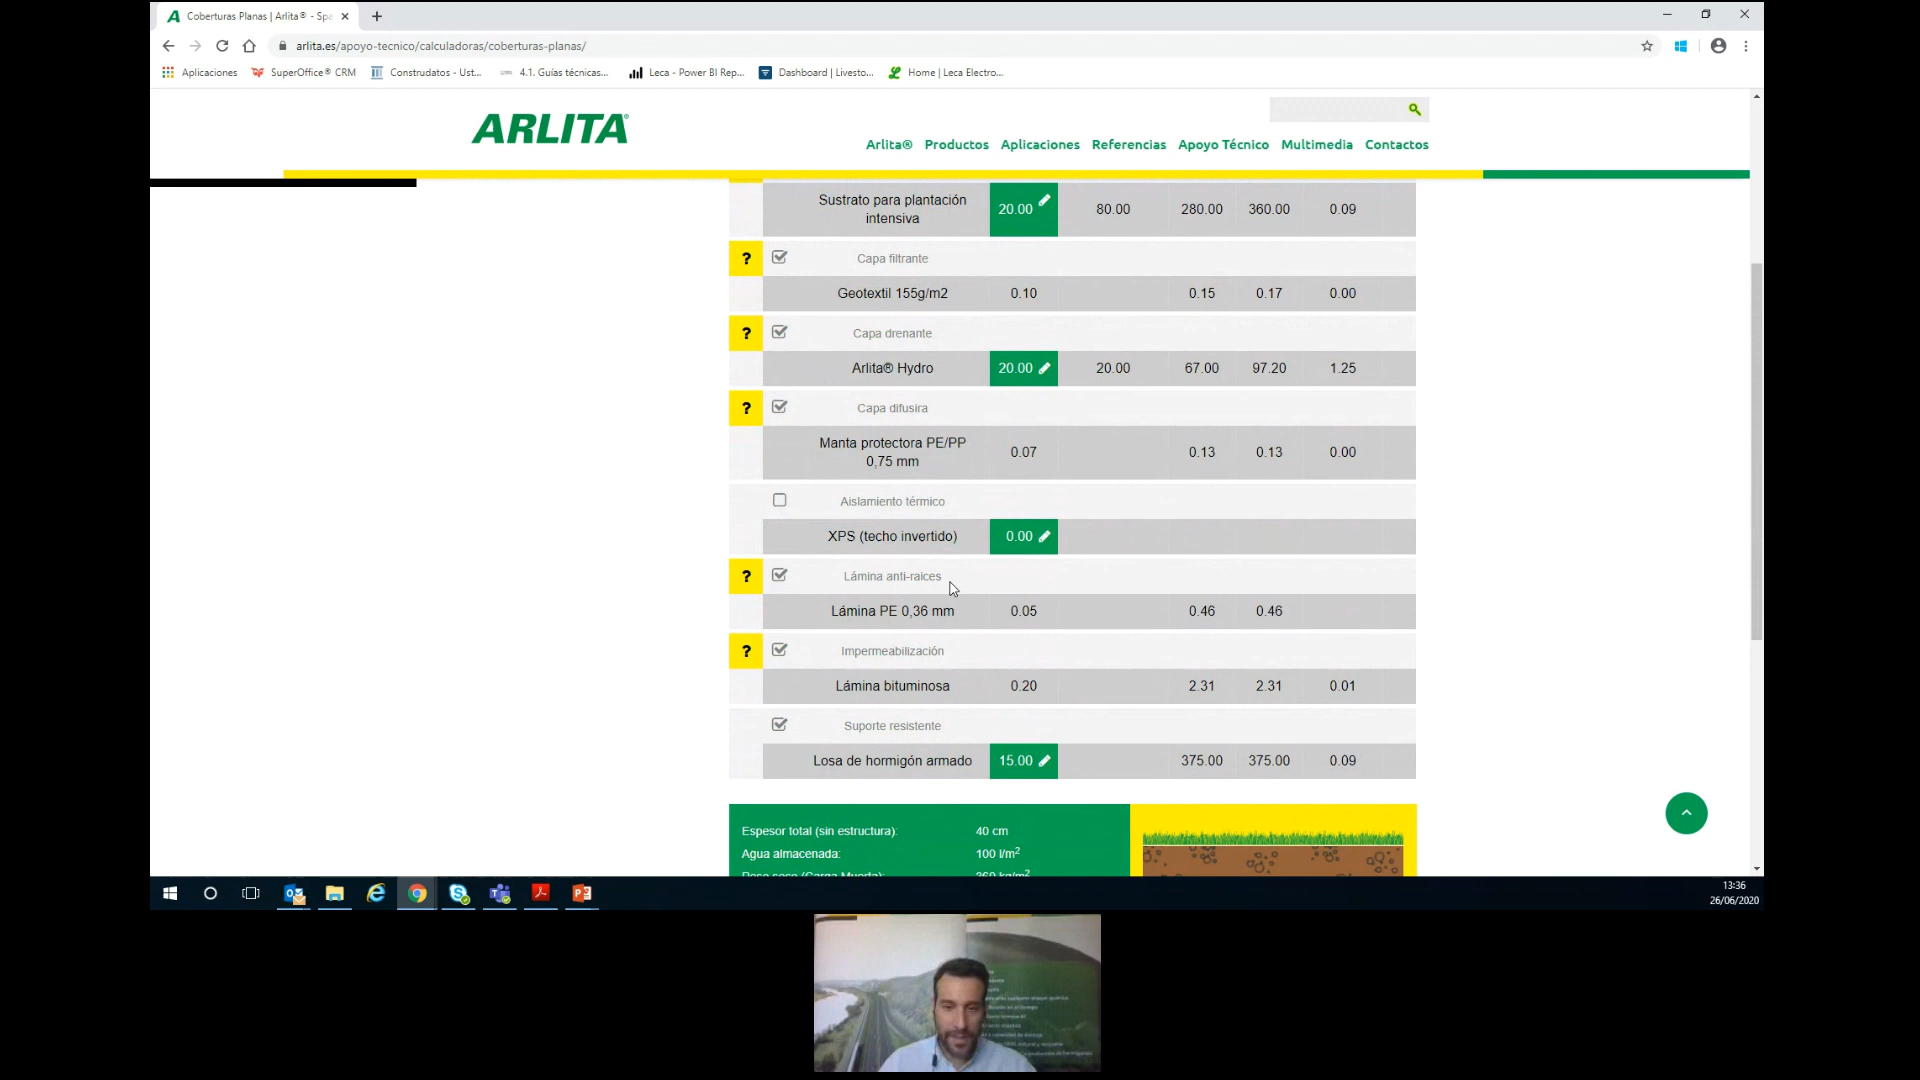 Coberturas Planas | Arlita® - Spa
arlita.es/apoyo-tecnico/calculadoras/coberturas-planas/
Aplicaciones SuperOffice® CRM Construdatos - Ust... 4.1. Guías técnicas... Leca - Power BI Rep... Dashboard | Livesto... Home | Leca Electro...
ARLITA®
Arlita® Productos Aplicaciones Referencias Apoyo Técnico Multimedia Contactos
Sustrato para plantación
intensiva
20.00 80.00 280.00 360.00 0.09
? Capa filtrante
Geotextil 155g/m2 0.10 0.15 0.17 0.00
? Capa drenante
Arlita® Hydro 20.00 20.00 67.00 97.20 1.25
? Capa difusira
Manta protectora PE/PP
0,75 mm
0.07 0.13 0.13 0.00
Aislamiento térmico
XPS (techo invertido) 0.00
? Lámina anti-raices
Lámina PE 0,36 mm 0.05 0.46 0.46
? Impermeabilización
Lámina bituminosa 0.20 2.31 2.31 0.01
Suporte resistente
Losa de hormigón armado 15.00 375.00 375.00 0.09
Espesor total (sin estructura): 40 cm
Agua almacenada: 100 l/m2
Peso seco (Carga Muerta): 360 kg/m2
13:36
26/06/2020